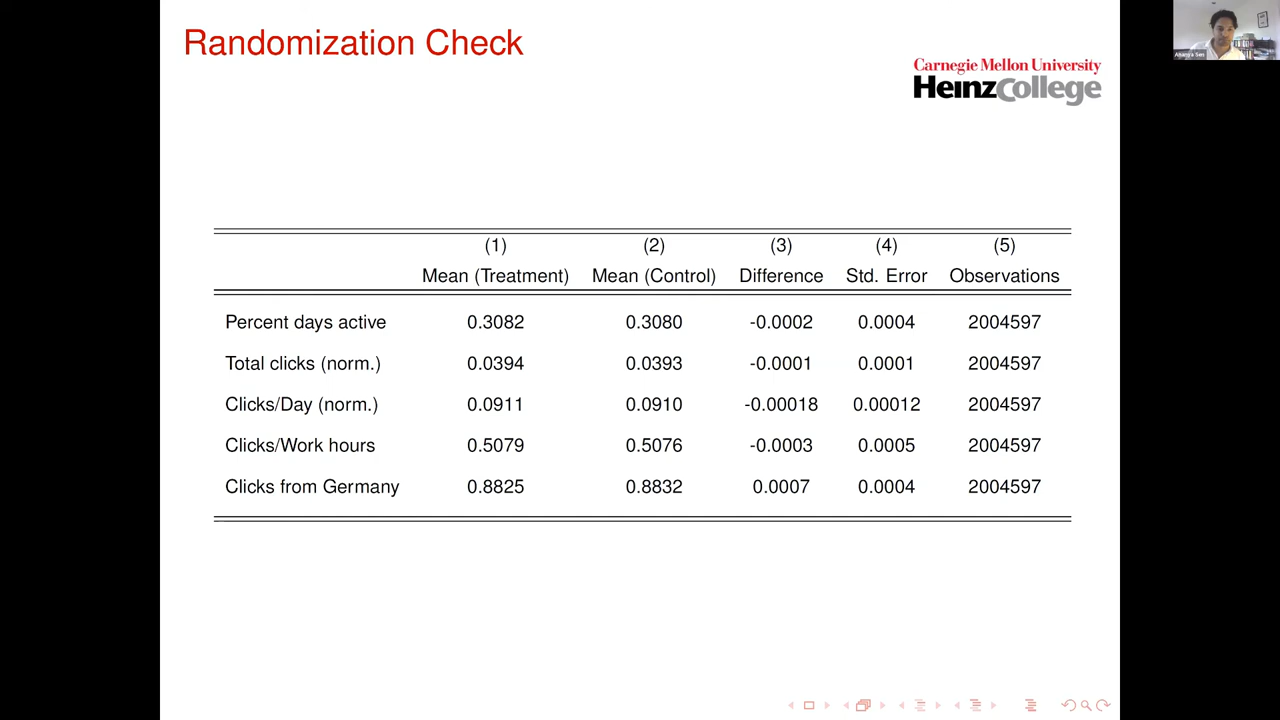 Randomization Check
Carnegie Mellon University
HeinzCollege
(1) (2) (3) (4) (5)
Mean (Treatment) Mean (Control) Difference Std. Error Observations
Percent days active 0.3082 0.3080 -0.0002 0.0004 2004597
Total clicks (norm.) 0.0394 0.0393 -0.0001 0.0001 2004597
Clicks/Day (norm.) 0.0911 0.0910 -0.00018 0.00012 2004597
Clicks/Work hours 0.5079 0.5076 -0.0003 0.0005 2004597
Clicks from Germany 0.8825 0.8832 0.0007 0.0004 2004597
Ananya Sen